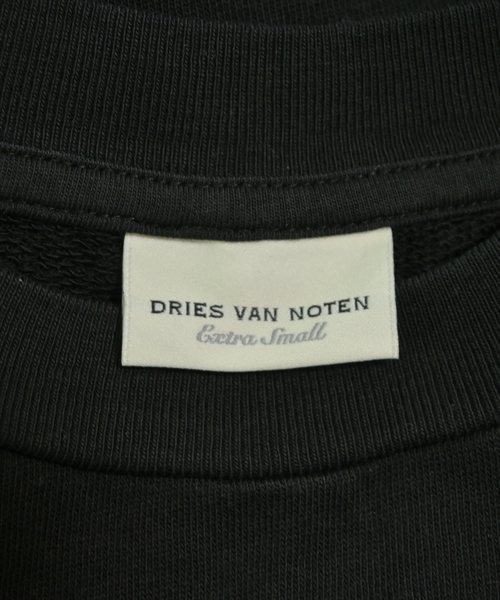 DRIES VAN NOTEN
Extra Small